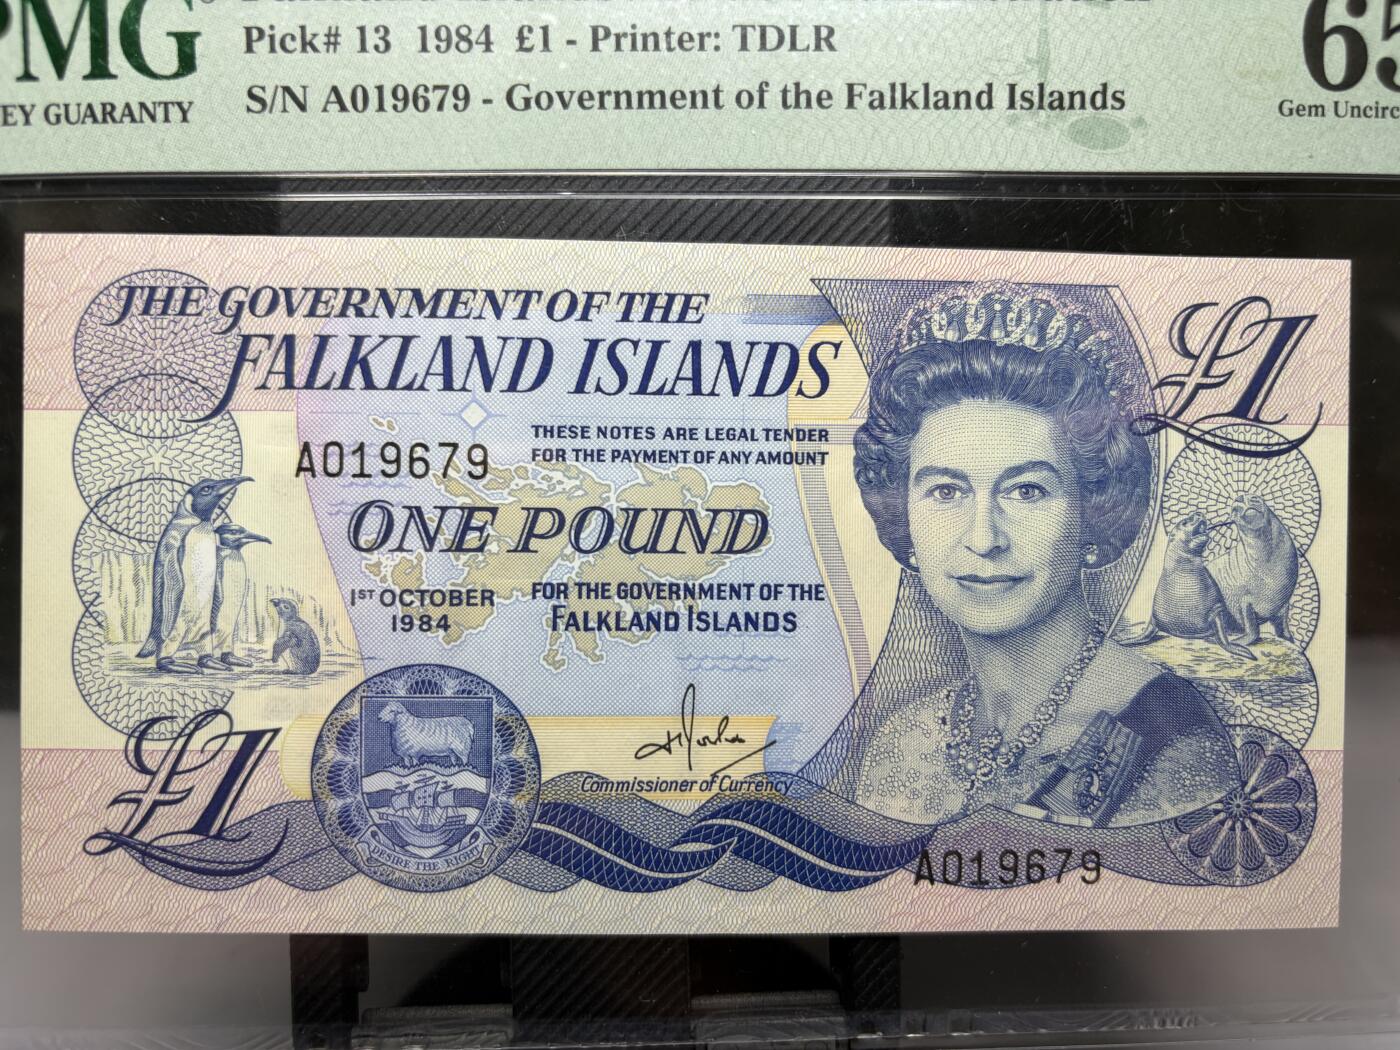 PMG
Pick# 13 1984 £1 - Printer: TDLR
65
EY GUARANTY
S/N A019679 - Government of the Falkland Islands
Gem Uncirc
THE GOVERNMENT OF THE
FALKLAND ISLANDS
£1
THESE NOTES ARE LEGAL TENDER
FOR THE PAYMENT OF ANY AMOUNT
A019679
ONE POUND
1ST OCTOBER
1984
FOR THE GOVERNMENT OF THE
FALKLAND ISLANDS
£1
Commissioner of Currency
DESIRE THE RIGHT
A019679